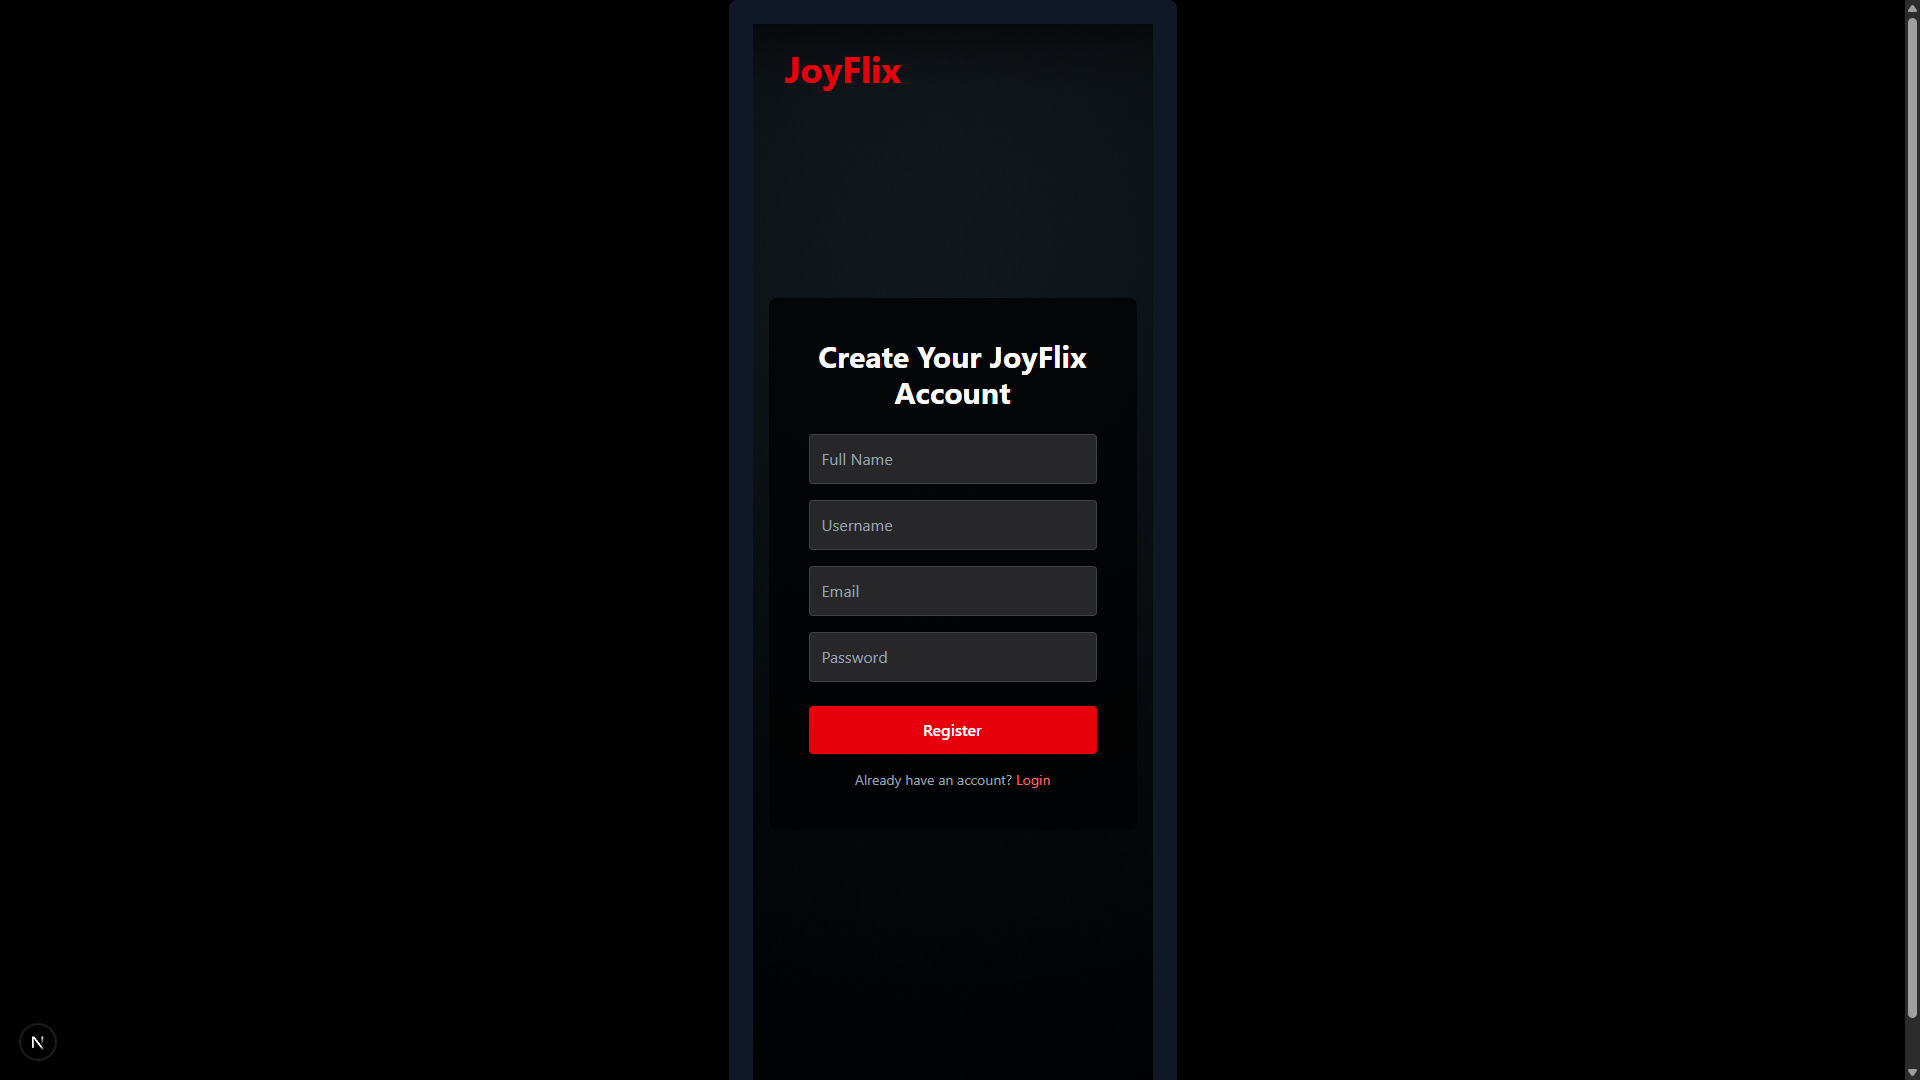 JoyFlix
Create Your JoyFlix
Account
Full Name
Username
Email
Password
Register
Already have an account? Login
N